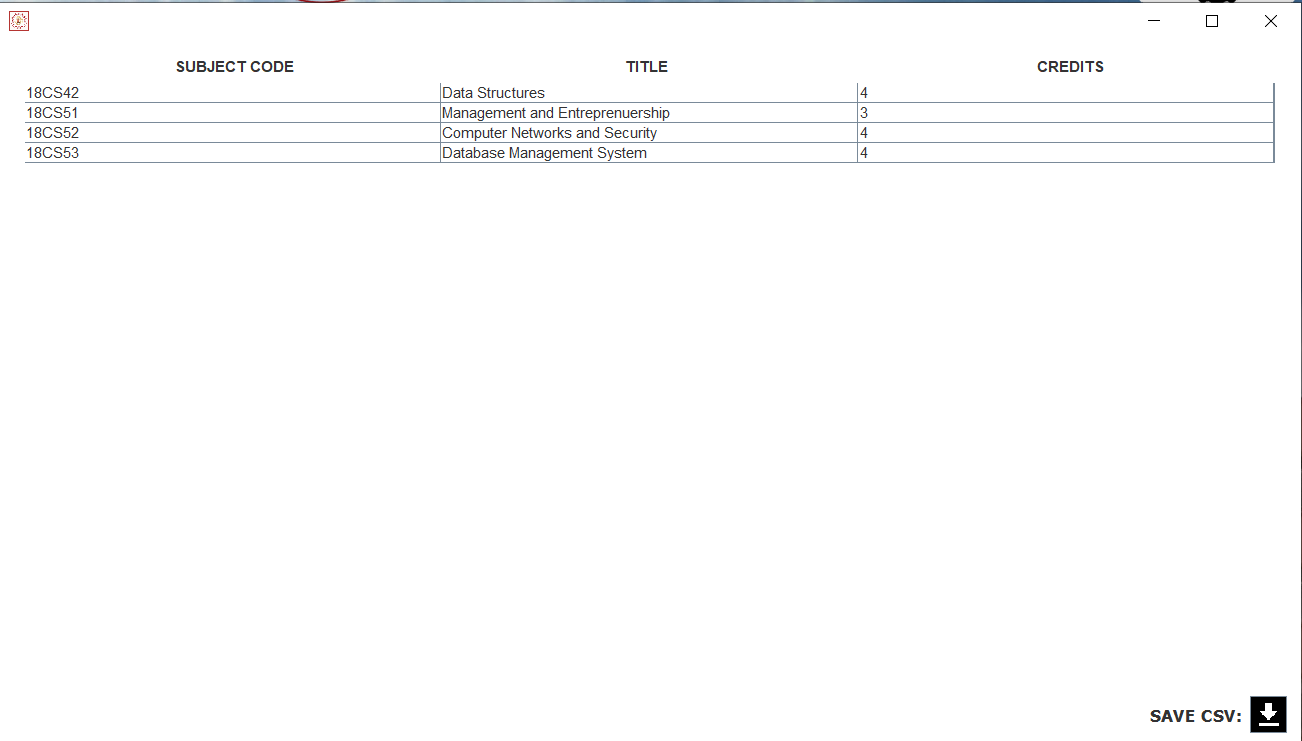 SUBJECT CODE TITLE CREDITS
18CS42 Data Structures 4
18CS51 Management and Entreprenuership 3
18CS52 Computer Networks and Security 4
18CS53 Database Management System 4
SAVE CSV: